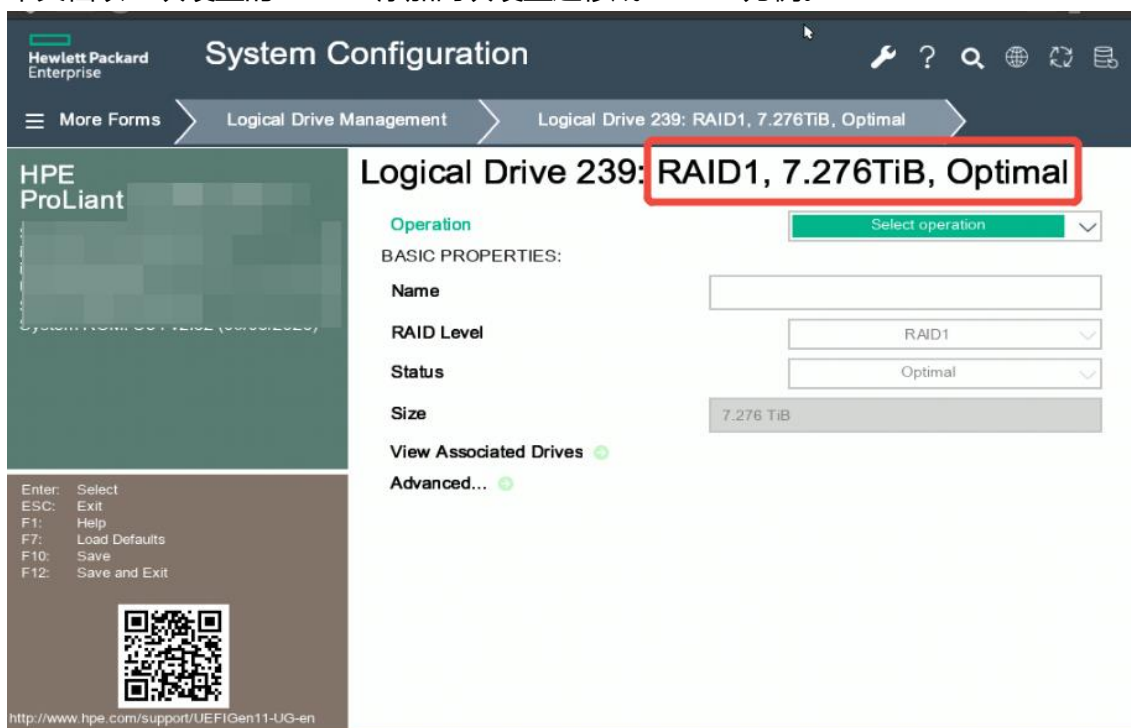 Hewlett Packard
Enterprise
System Configuration
?
More Forms
Logical Drive Management
Logical Drive 239: RAID1, 7.276TiB, Optimal
HPE
ProLiant
Logical Drive 239: RAID1, 7.276TiB, Optimal
Operation
Select operation
BASIC PROPERTIES:
Name
RAID Level
RAID1
Status
Optimal
Size
7.276 TiB
View Associated Drives
Advanced...
Enter: Select
ESC: Exit
F1: Help
F7: Load Defaults
F10: Save
F12: Save and Exit
http://www.hpe.com/support/UEFIGen11-UG-en